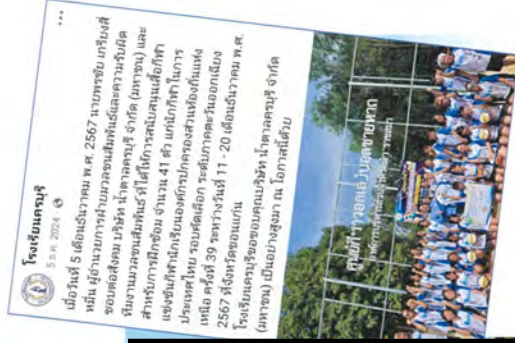 โรงเรียนครบุรี
5 ธ.ค. 2024
เมื่อวันที่ 5 เดือนธันวาคม พ.ศ. 2567 นายพรชัย เกรียงสี
หมื่น ผู้อำนวยการฝ่ายมวลชนสัมพันธ์และความรับผิด
ชอบต่อสังคม บริษัท น้ำตาลครบุรี จำกัด (มหาชน) และ
ทีมงานมวลชนสัมพันธ์ ที่ได้ให้การสนับสนุนเสื้อกีฬา
สำหรับการฝึกซ้อม จำนวน 41 ตัว แก่นักกีฬาในการ
แข่งขันกีฬานักเรียนองค์กรปกครองส่วนท้องถิ่นแห่ง
ประเทศไทย รอบคัดเลือก ระดับภาคตะวันออกเฉียง
เหนือ ครั้งที่ 39 ระหว่างวันที่ 11 - 20 เดือนธันวาคม พ.ศ.
2567 ที่จังหวัดขอนแก่น
โรงเรียนครบุรีขอขอบคุณบริษัท น้ำตาลครบุรี จำกัด
(มหาชน) เป็นอย่างสูงมา ณ โอกาสนี้ด้วย